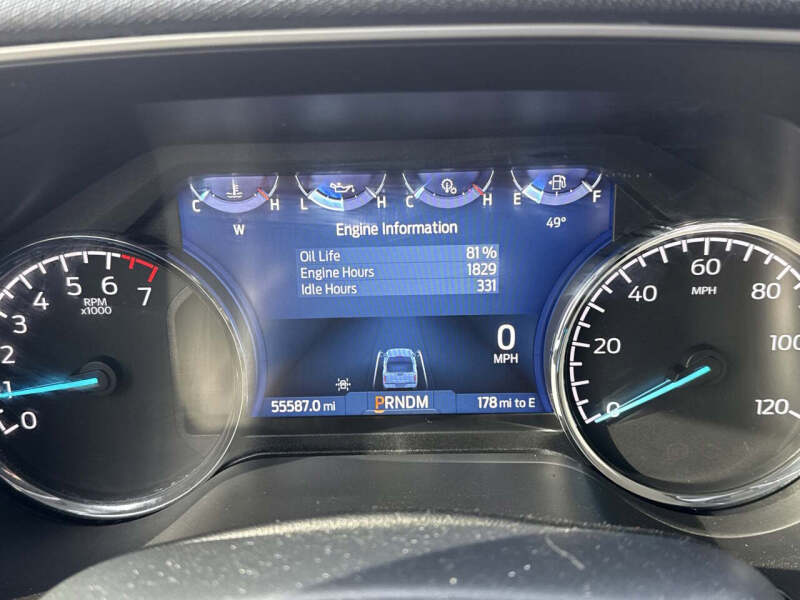 C H
L H
C H
E F
W
49°
Engine Information
Oil Life 81 %
Engine Hours 1829
Idle Hours 331
0
MPH
55587.0 mi
PRNDM
178 mi to E
0
1
2
3
4
5
6
7
RPM
x1000
0
20
40
60
80
100
120
MPH